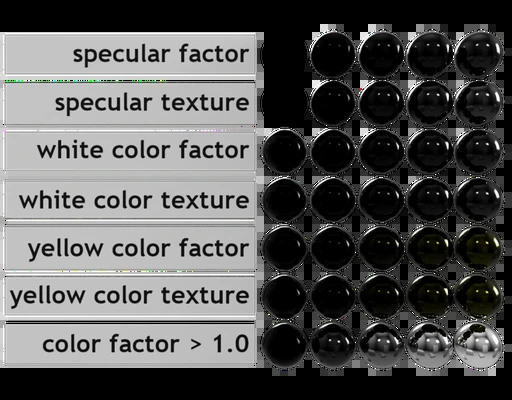 specular factor
specular texture
white color factor
white color texture
yellow color factor
yellow color texture
color factor > 1.0